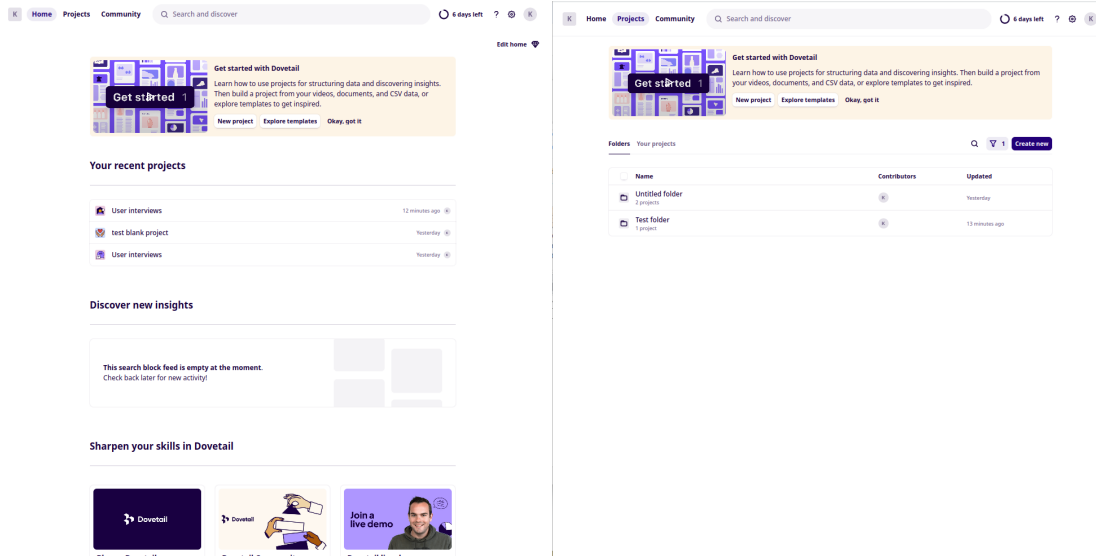 K Home Projects Community Search and discover 6 days left ? K
Edit home
Get started 1
Get started with Dovetail
Learn how to use projects for structuring data and discovering insights.
Then build a project from your videos, documents, and CSV data, or
explore templates to get inspired.
New project Explore templates Okay, got it
Your recent projects
User interviews 12 minutes ago K
test blank project Yesterday K
User interviews Yesterday K
Discover new insights
This search block feed is empty at the moment.
Check back later for new activity!
Sharpen your skills in Dovetail
Dovetail
Dovetail
Join a
live demo
K Home Projects Community Search and discover 6 days left ? K
Get started 1
Get started with Dovetail
Learn how to use projects for structuring data and discovering insights. Then build a project from
your videos, documents, and CSV data, or explore templates to get inspired.
New project Explore templates Okay, got it
Folders Your projects 1 Create new
Name Contributors Updated
Untitled folder
2 projects K Yesterday
Test folder
1 project K 13 minutes ago